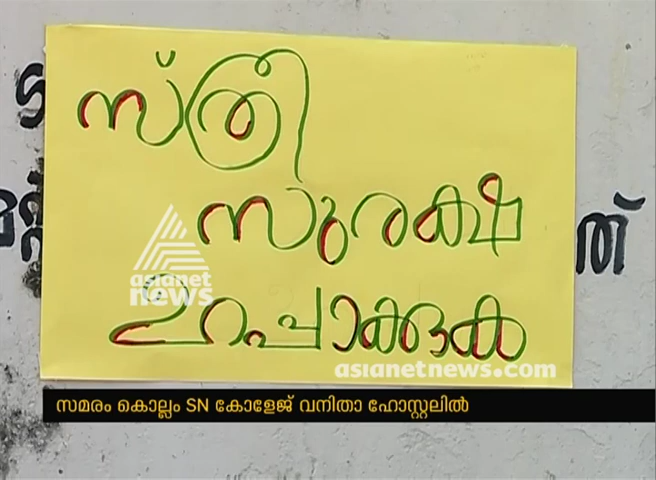 സ്ത്രീ
സുരക്ഷ
ഉറപ്പാക്കുക
ത്
asianet
news
asianetnews.com
സമരം കൊല്ലം SN കോളേജ് വനിതാ ഹോസ്റ്റലിൽ